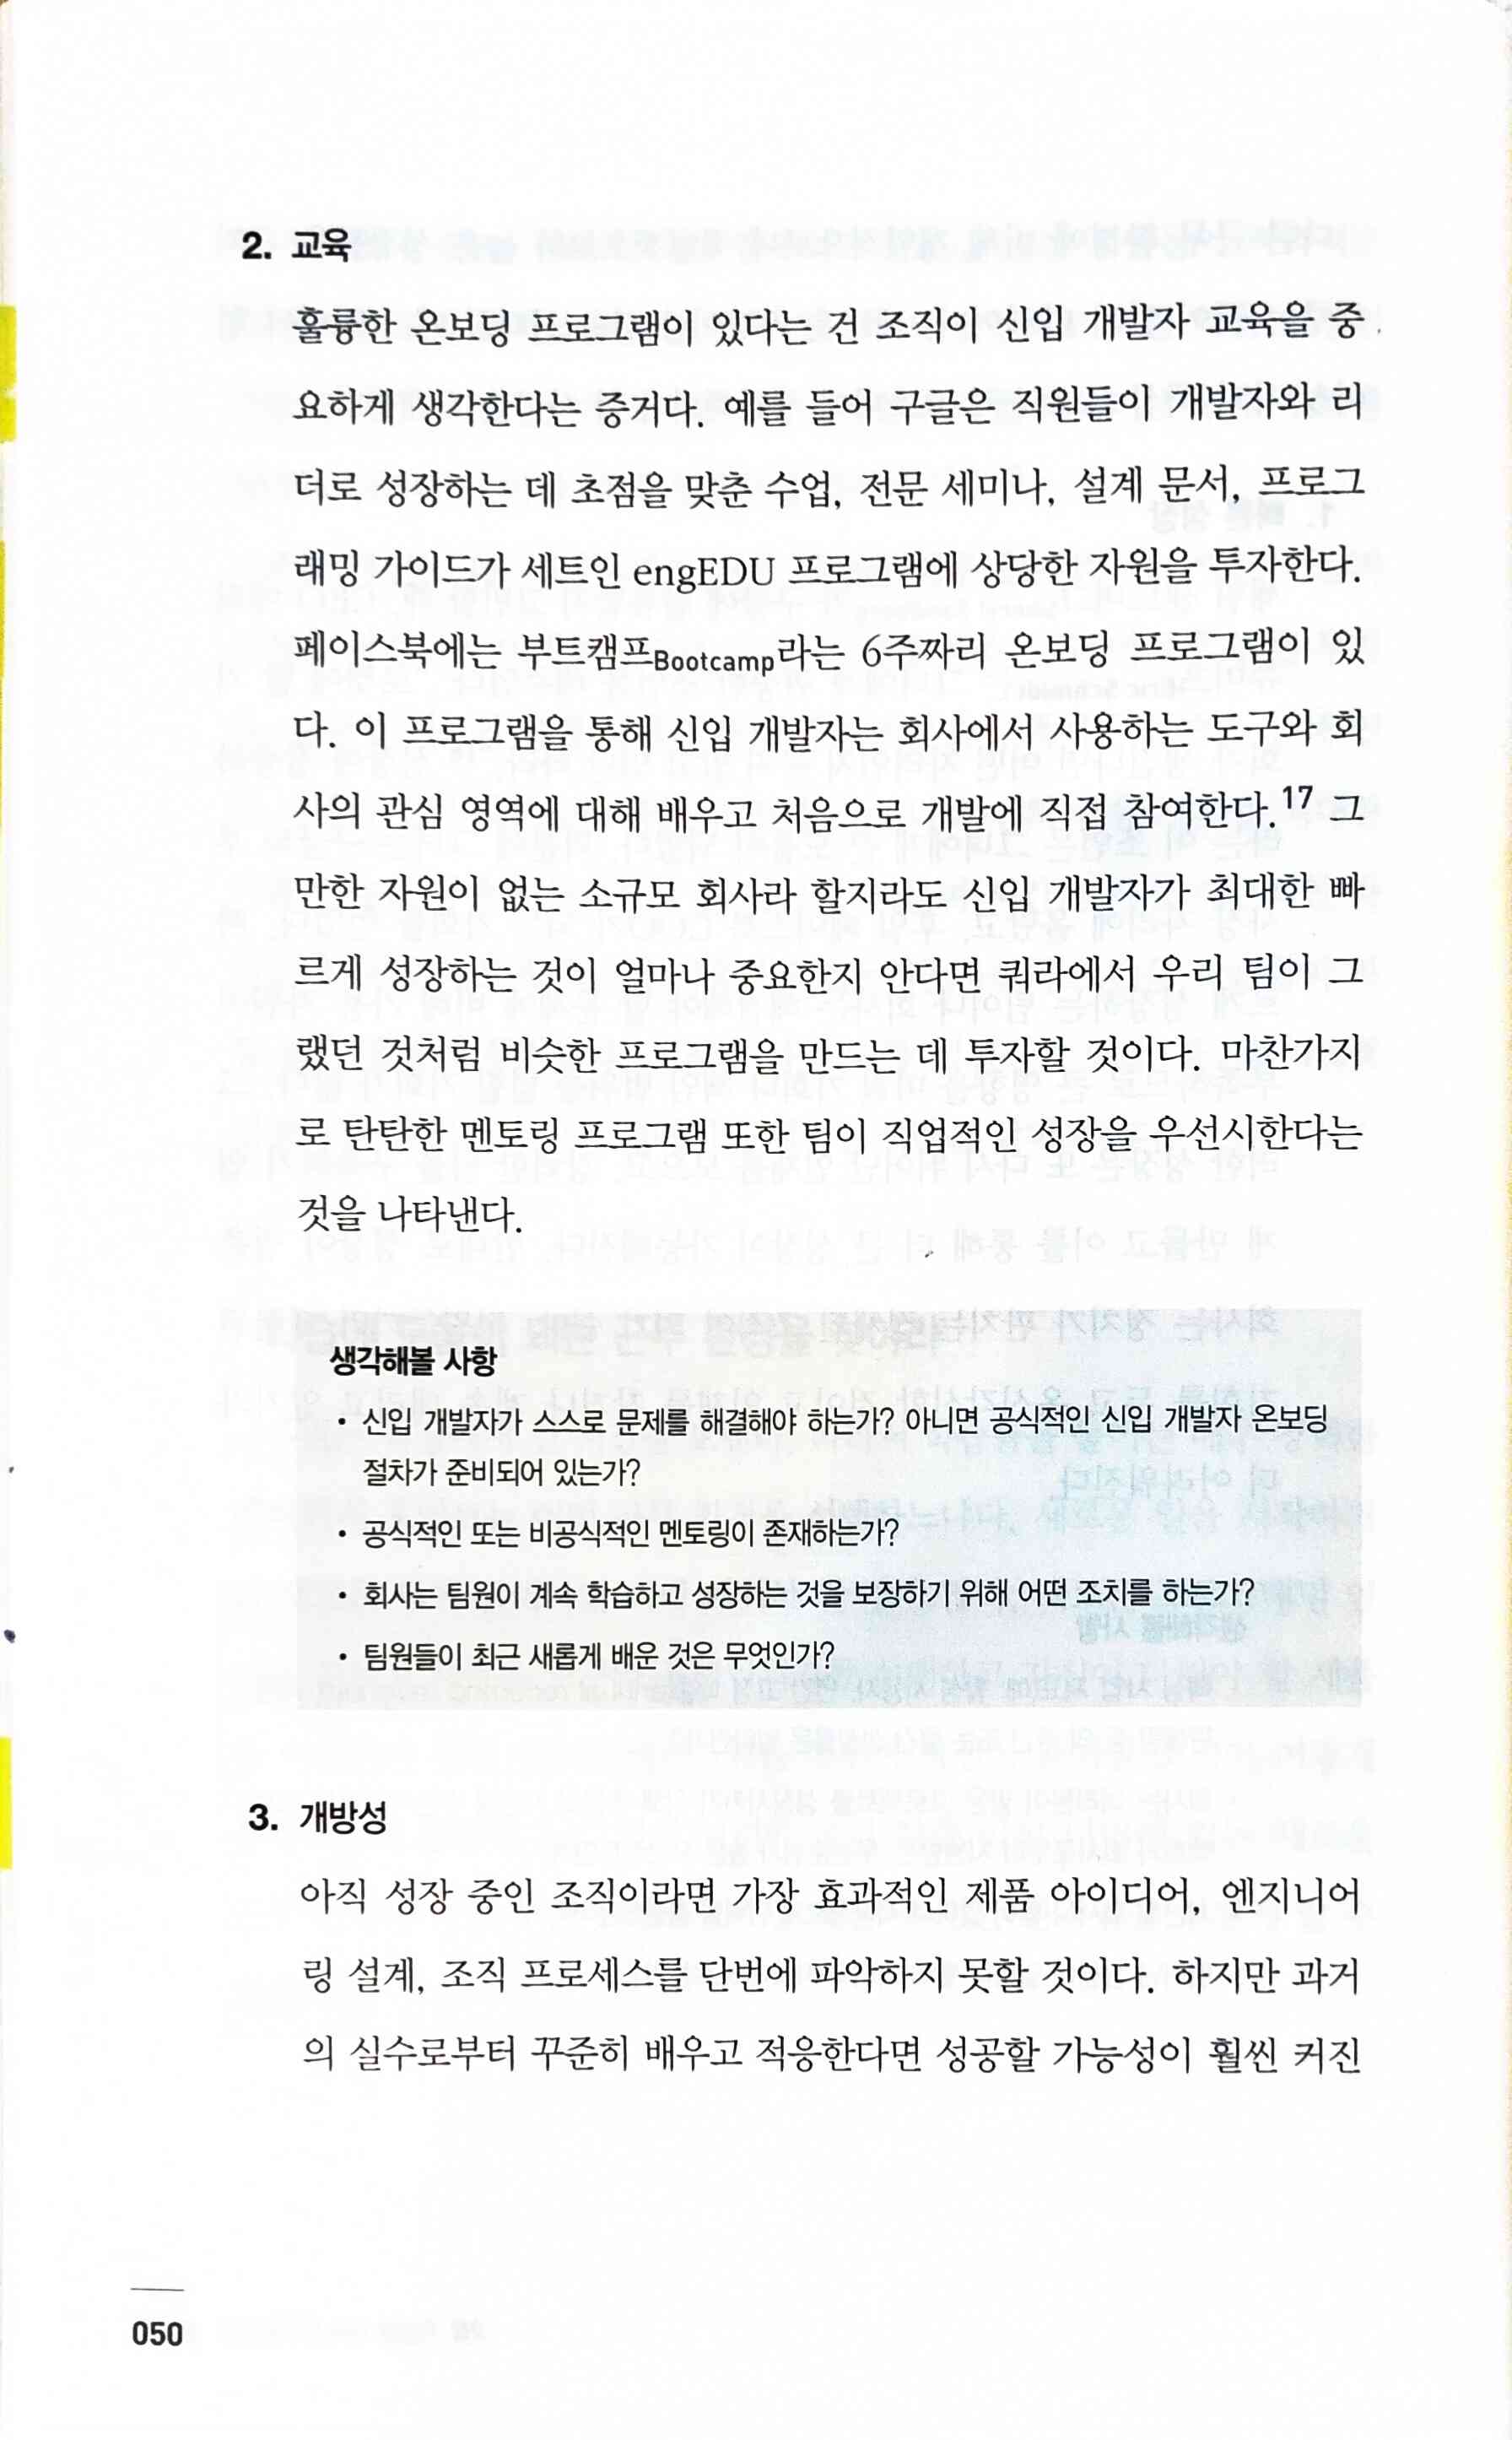 2. 교육
훌륭한 온보딩 프로그램이 있다는 건 조직이 신입 개발자 교육을 중
요하게 생각한다는 증거다. 예를 들어 구글은 직원들이 개발자와 리
더로 성장하는 데 초점을 맞춘 수업, 전문 세미나, 설계 문서, 프로그
래밍 가이드가 세트인 engEDU 프로그램에 상당한 자원을 투자한다.
페이스북에는 부트캠프Bootcamp라는 6주짜리 온보딩 프로그램이 있
다. 이 프로그램을 통해 신입 개발자는 회사에서 사용하는 도구와 회
사의 관심 영역에 대해 배우고 처음으로 개발에 직접 참여한다.17 그
만한 자원이 없는 소규모 회사라 할지라도 신입 개발자가 최대한 빠
르게 성장하는 것이 얼마나 중요한지 안다면 쿼라에서 우리 팀이 그
랬던 것처럼 비슷한 프로그램을 만드는 데 투자할 것이다. 마찬가지
로 탄탄한 멘토링 프로그램 또한 팀이 직업적인 성장을 우선시한다는
것을 나타낸다.
생각해볼 사항
• 신입 개발자가 스스로 문제를 해결해야 하는가? 아니면 공식적인 신입 개발자 온보딩
절차가 준비되어 있는가?
• 공식적인 또는 비공식적인 멘토링이 존재하는가?
• 회사는 팀원이 계속 학습하고 성장하는 것을 보장하기 위해 어떤 조치를 하는가?
• 팀원들이 최근 새롭게 배운 것은 무엇인가?
3. 개방성
아직 성장 중인 조직이라면 가장 효과적인 제품 아이디어, 엔지니어
링 설계, 조직 프로세스를 단번에 파악하지 못할 것이다. 하지만 과거
의 실수로부터 꾸준히 배우고 적응한다면 성공할 가능성이 훨씬 커진
050